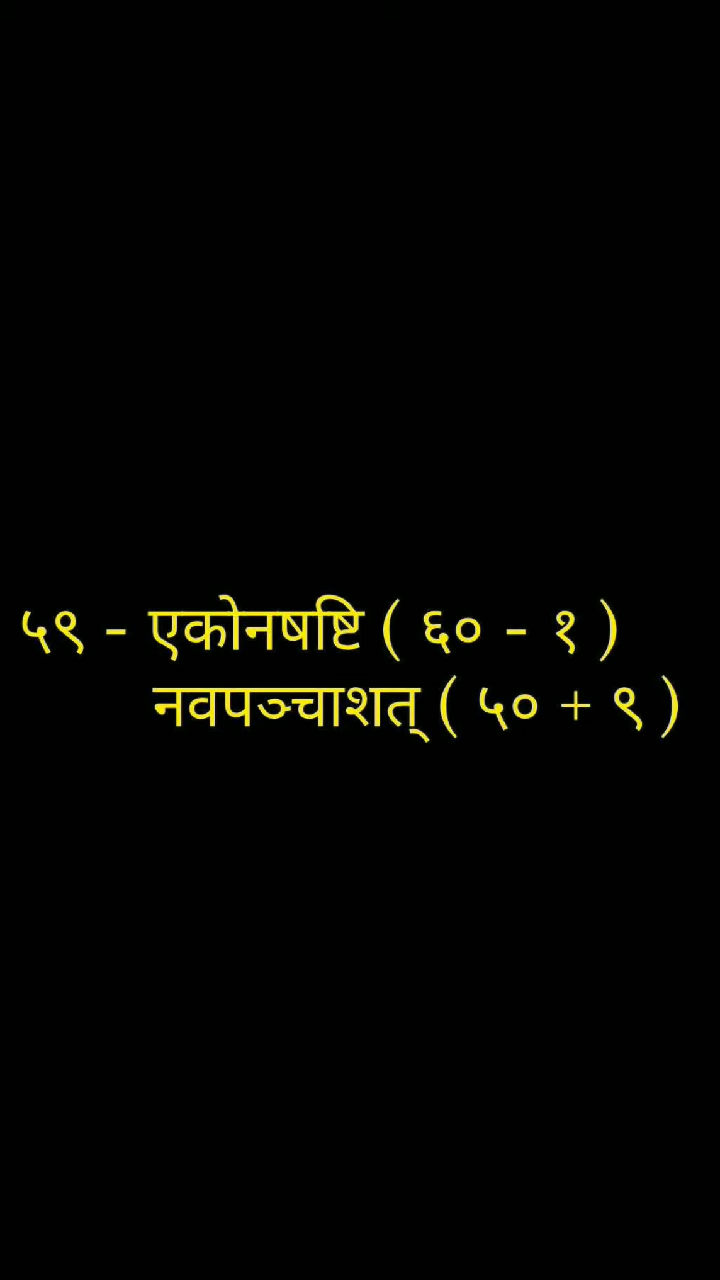 ५९ - एकोनषष्टि ( ६० - १ )
नवपञ्चाशत् ( ५० + ९ )